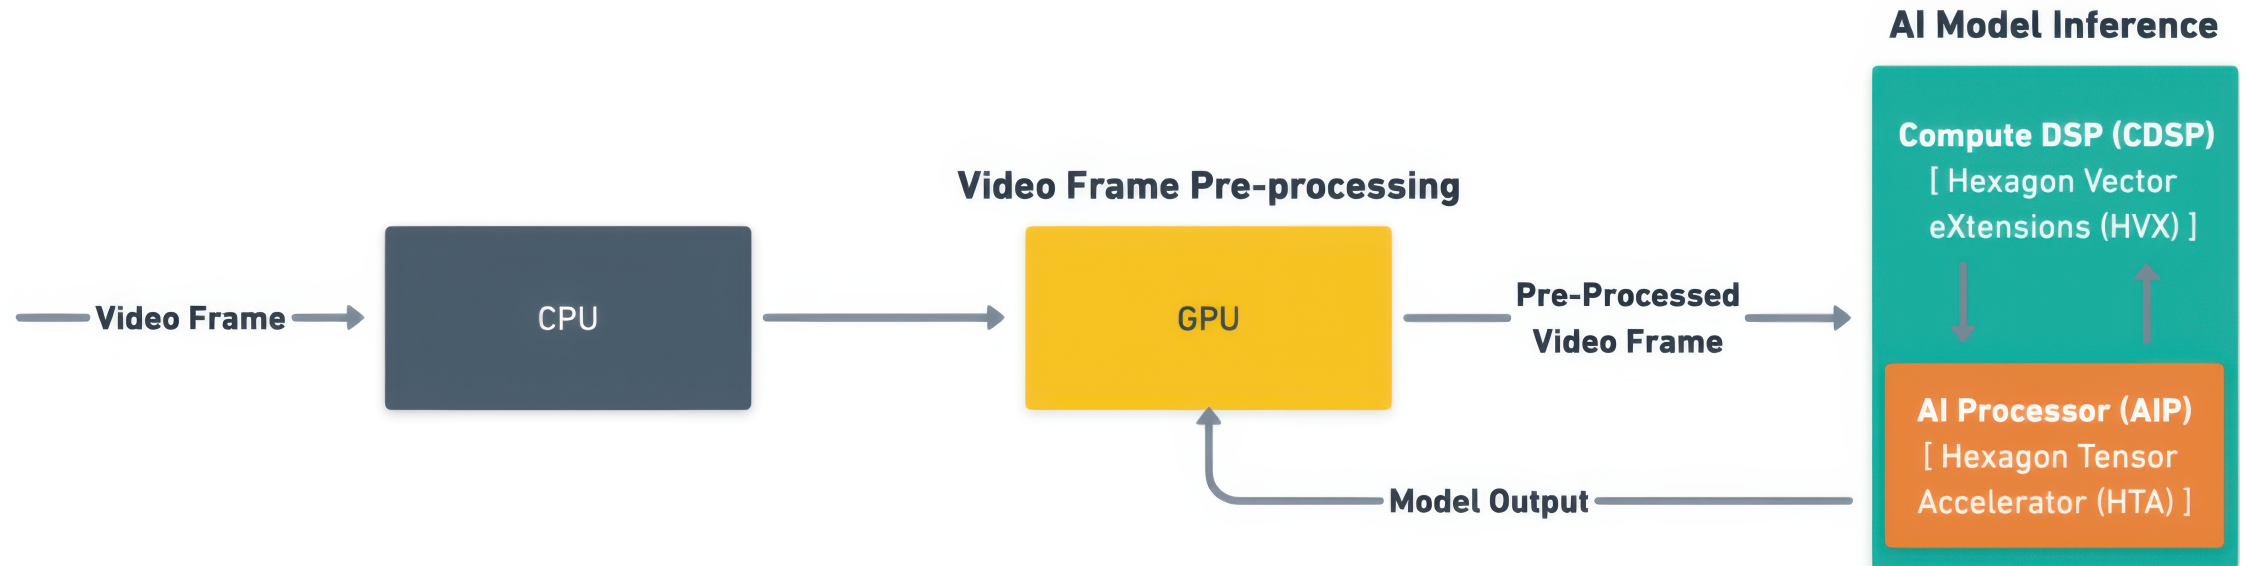 AI Model Inference
Compute DSP (CDSP)
[ Hexagon Vector
eXtensions (HVX) ]
Video Frame Pre-processing
Video Frame
CPU
GPU
Pre-Processed
Video Frame
AI Processor (AIP)
[ Hexagon Tensor
Accelerator (HTA) ]
Model Output